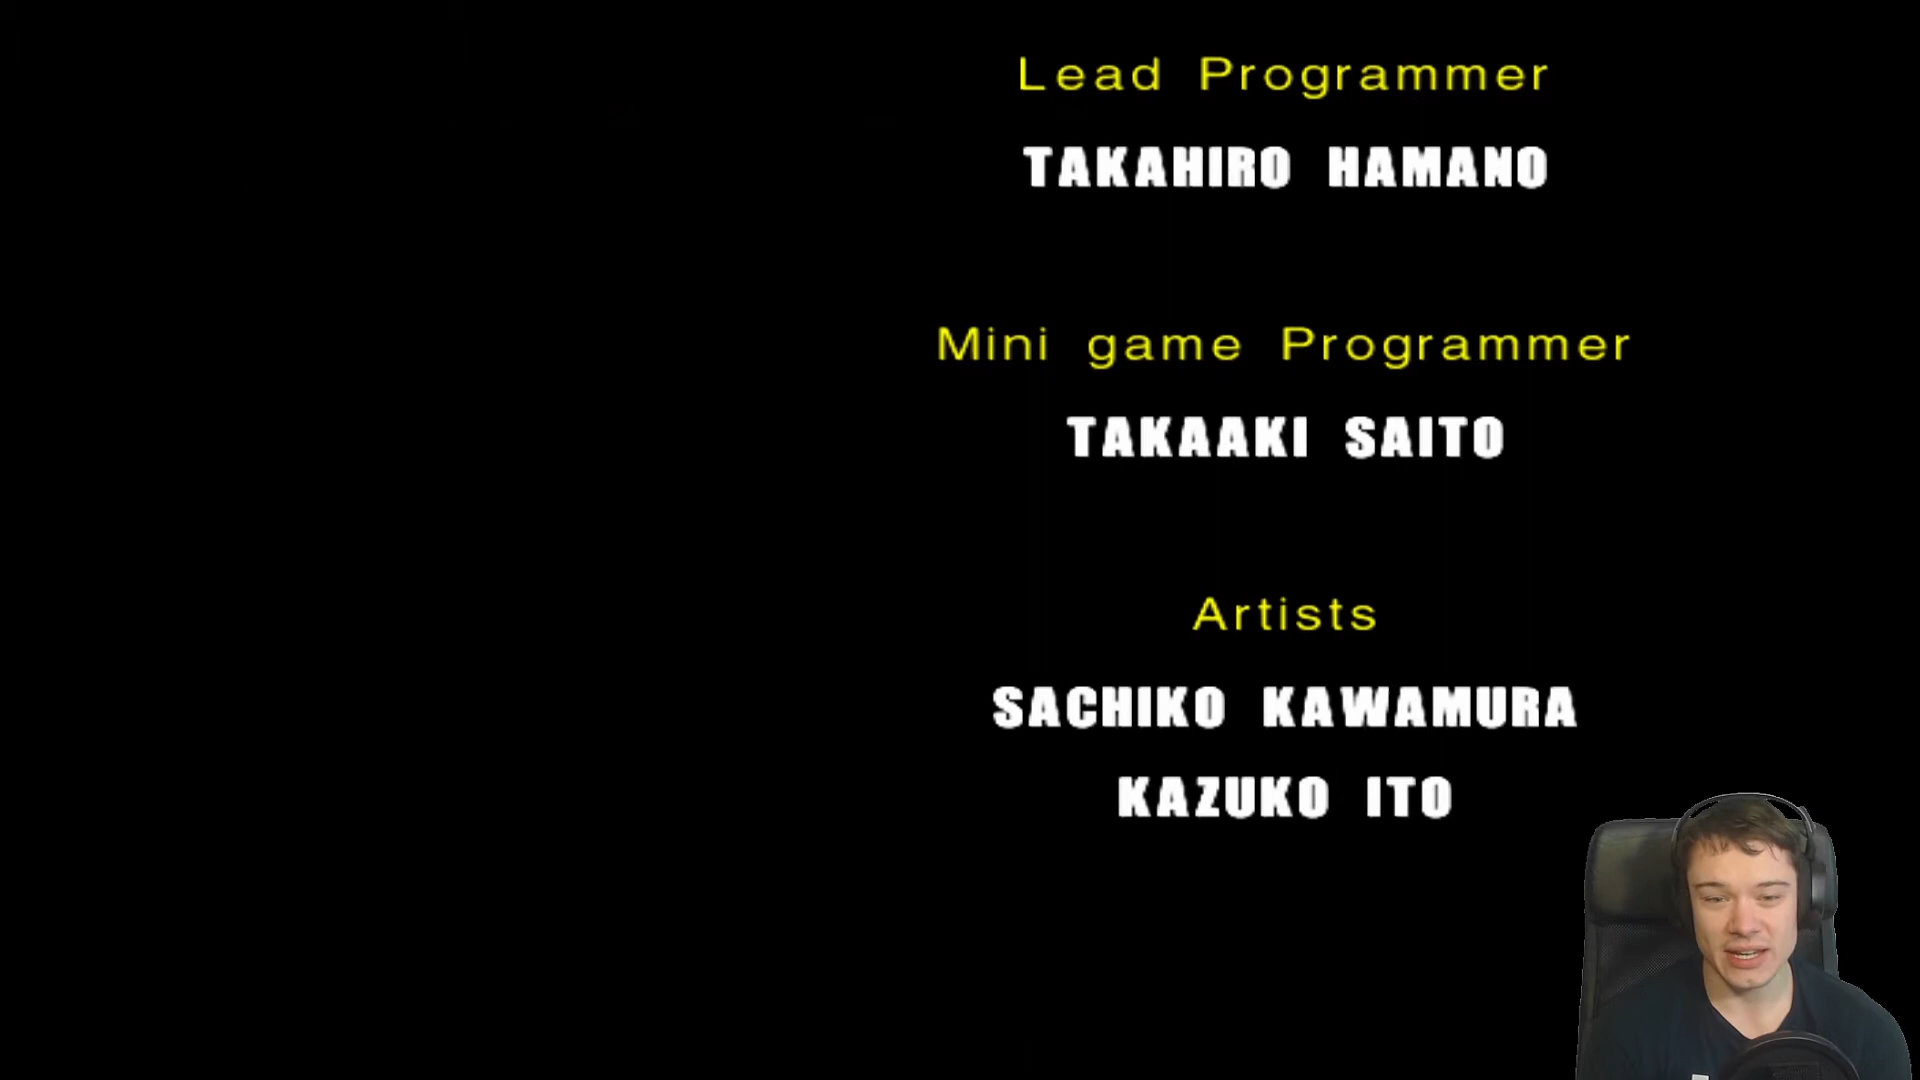 Lead Programmer
TAKAHIRO HAMANO
Mini game Programmer
TAKAAKI SAITO
Artists
SACHIKO KAWAMURA
KAZUKO ITO